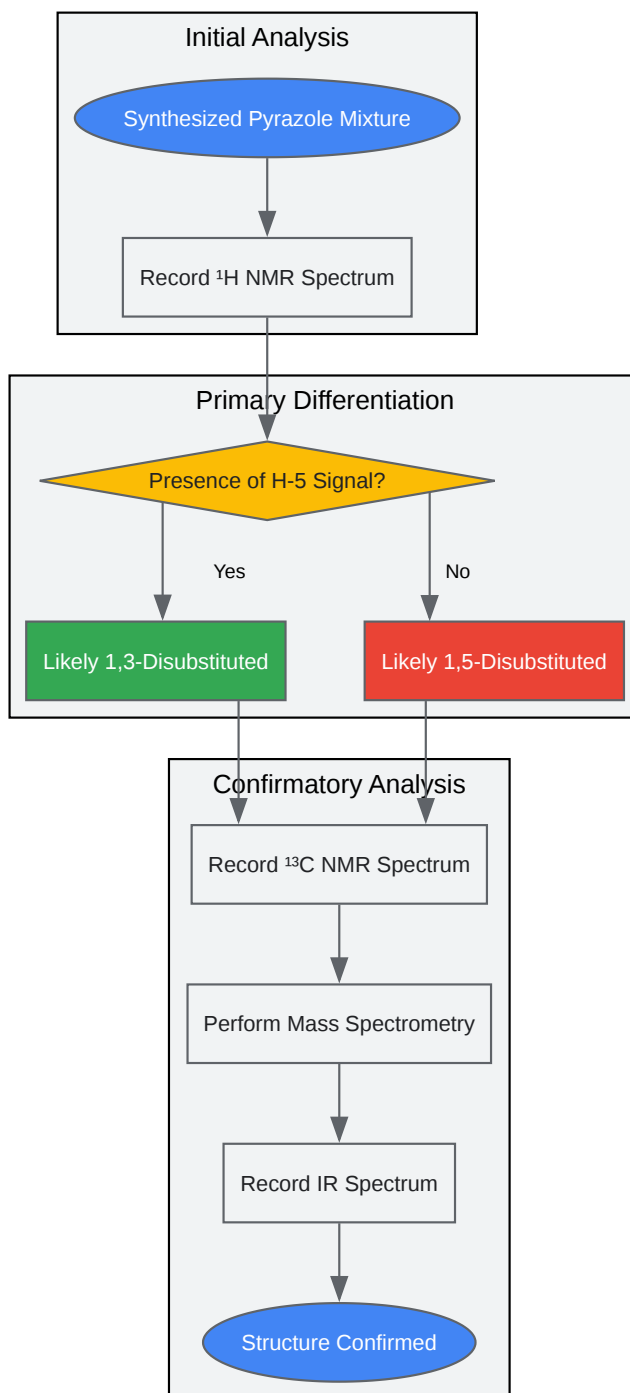 Initial Analysis
Synthesized Pyrazole Mixture
Record ¹H NMR Spectrum
Primary Differentiation
Presence of H-5 Signal?
Yes
No
Likely 1,3-Disubstituted
Likely 1,5-Disubstituted
Confirmatory Analysis
Record ¹³C NMR Spectrum
Perform Mass Spectrometry
Record IR Spectrum
Structure Confirmed